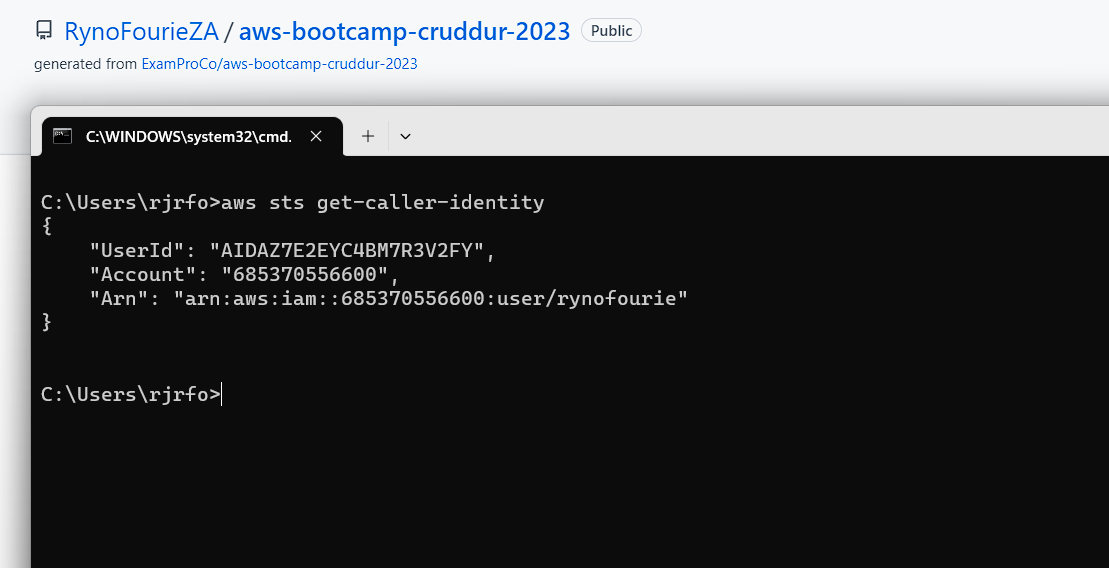 RynoFourieZA / aws-bootcamp-cruddur-2023 Public
generated from ExamProCo/aws-bootcamp-cruddur-2023
C:\WINDOWS\system32\cmd.
C:\Users\rjrfo>aws sts get-caller-identity
{
    "UserId": "AIDAZ7E2EYC4BM7R3V2FY",
    "Account": "685370556600",
    "Arn": "arn:aws:iam::685370556600:user/rynofourie"
}
C:\Users\rjrfo>